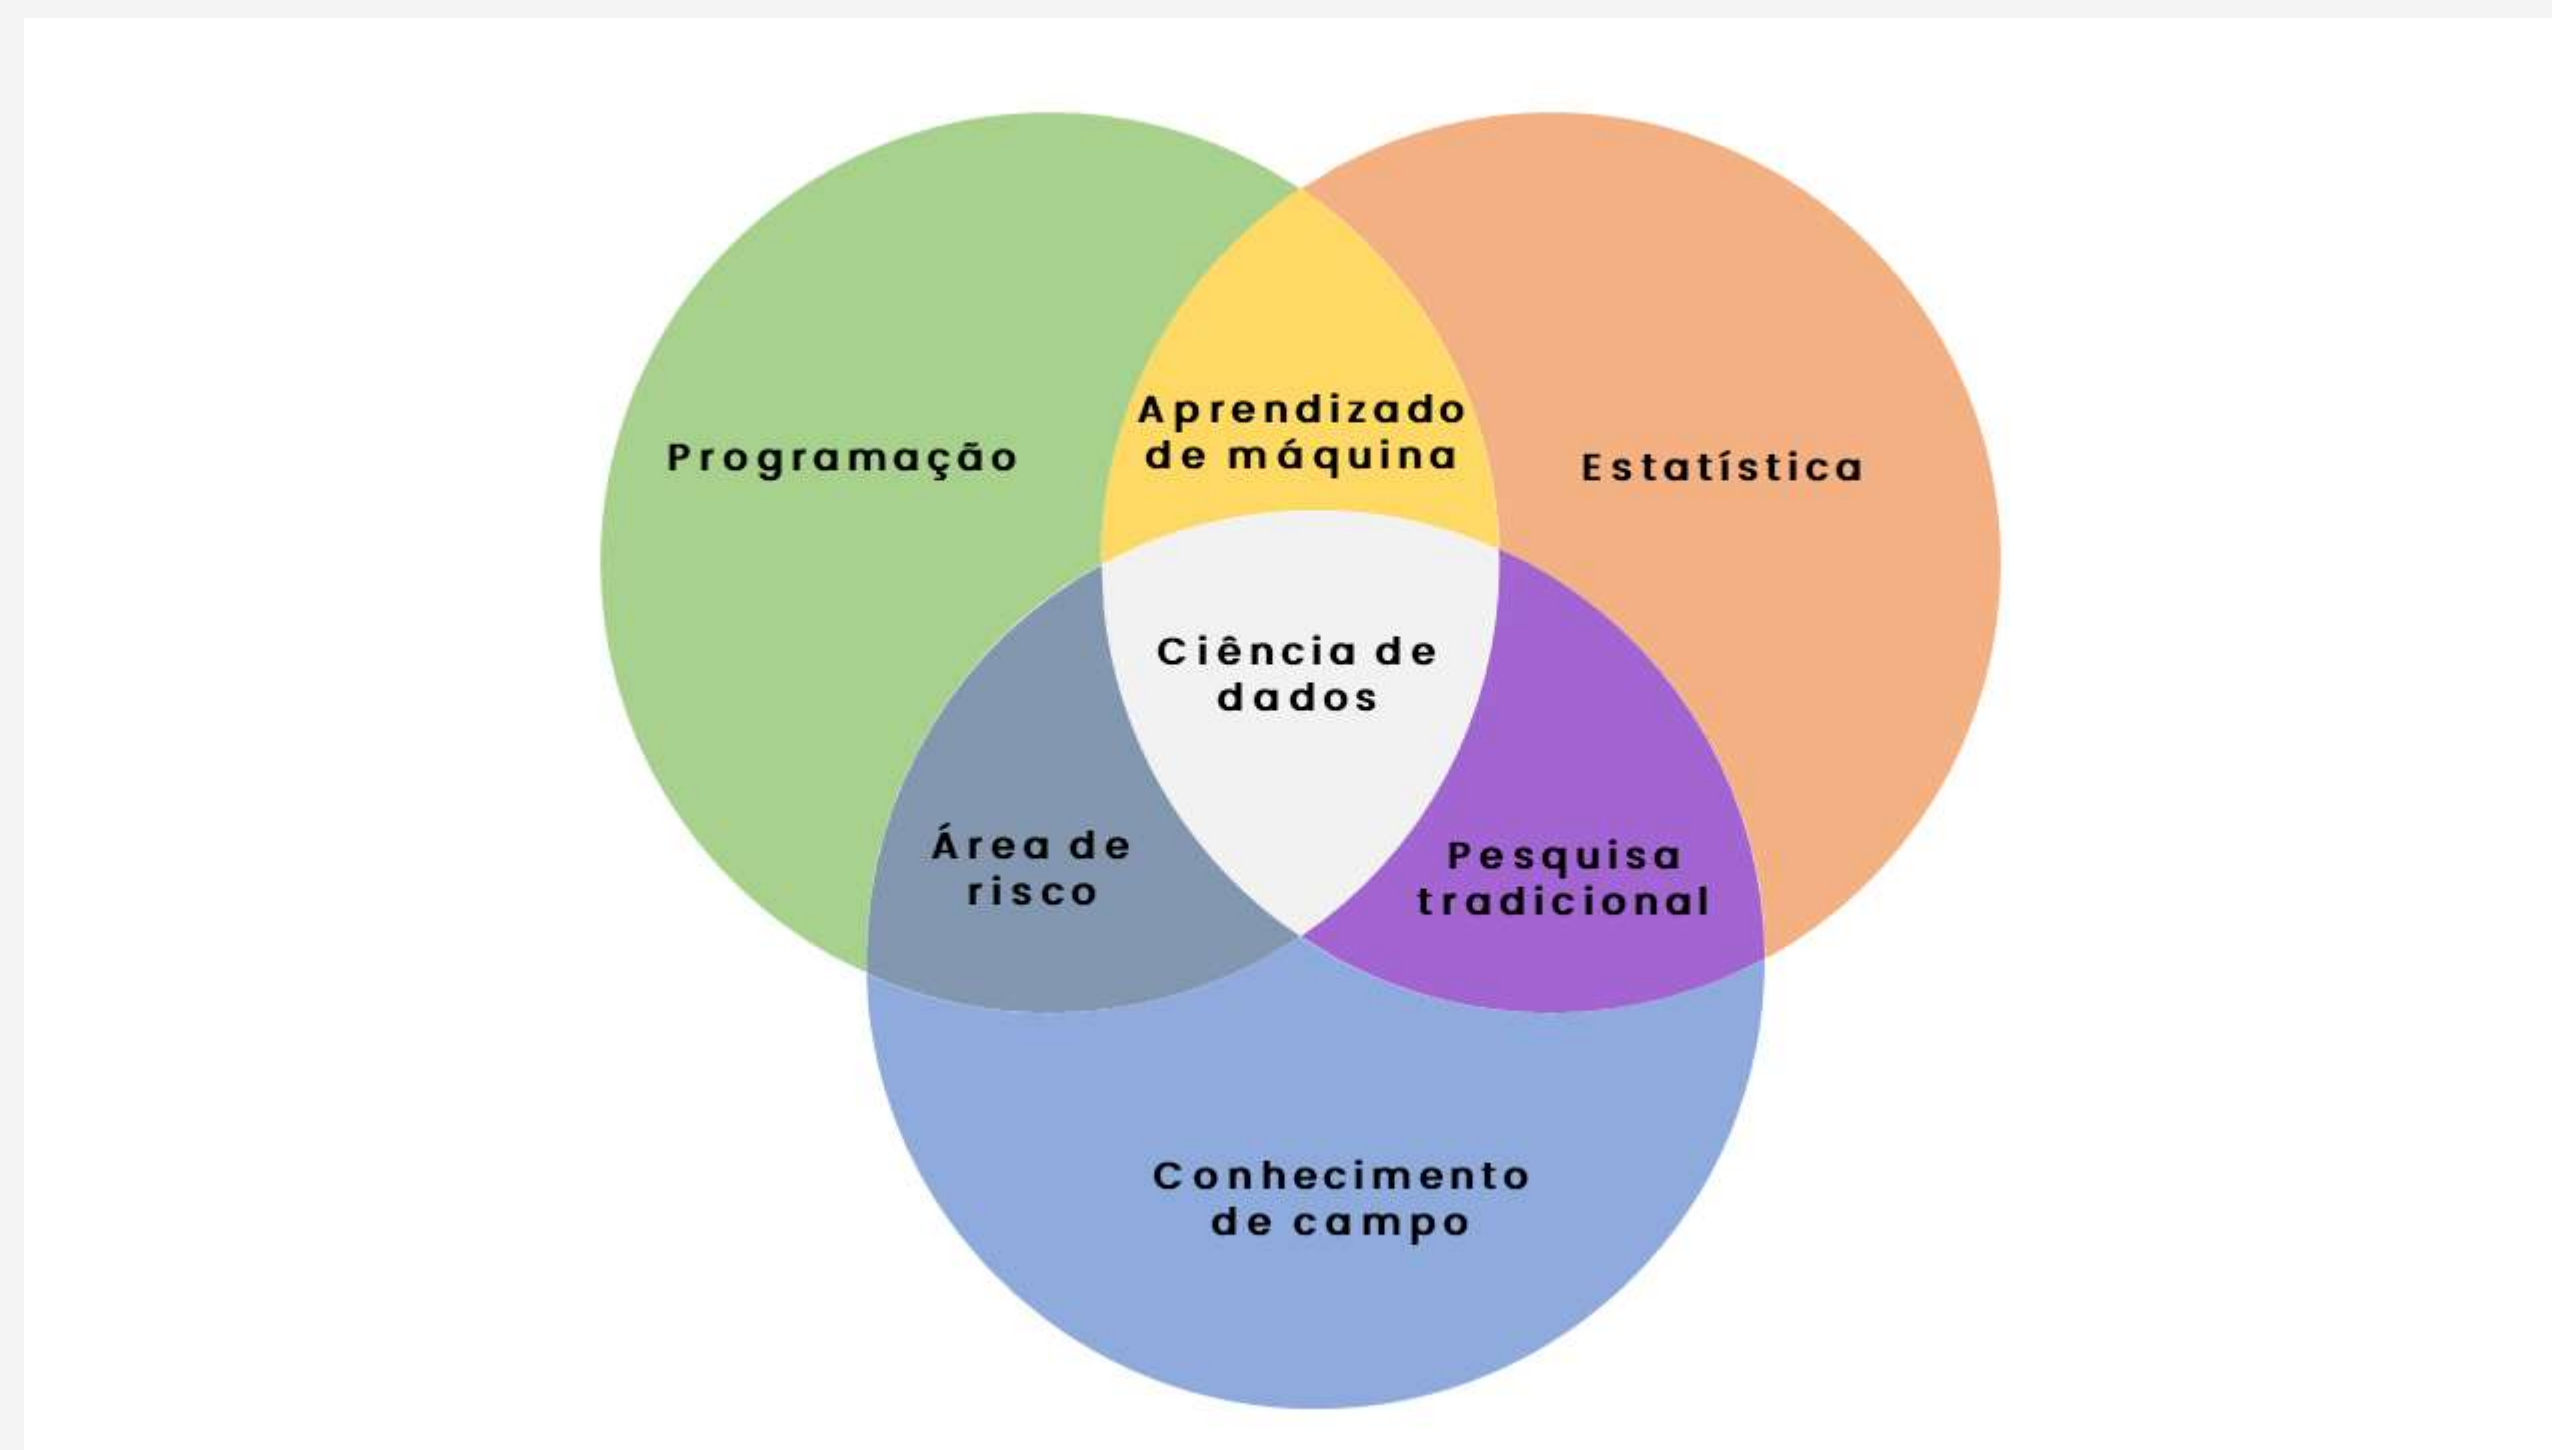 Aprendizado
de máquina
Programação
Estatística
Ciência de
dados
Área de
risco
Pesquisa
tradicional
Conhecimento
de campo